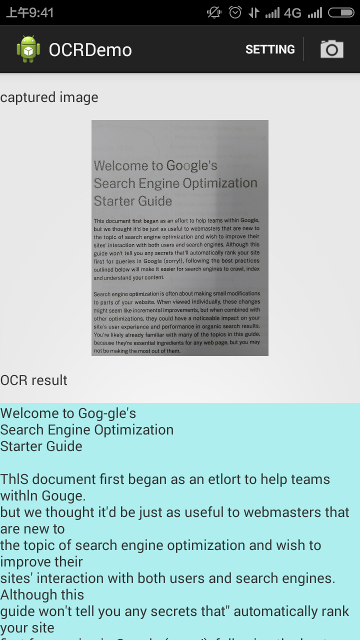 上午9:41
4G
OCRDemo
SETTING
captured image
Welcome to Google's
Search Engine Optimization
Starter Guide
This document first began as an effort to help teams within Google,
but we thought it'd be just as useful to webmasters that are new to
the topic of search engine optimization and wish to improve their
sites' interaction with both users and search engines. Although this
guide won't tell you any secrets that'll automatically rank your site
first for queries in Google (sorry!), following the best practices
outlined below will make it easier for search engines to crawl, index
and understand your content.
Search engine optimization is often about making small modifications
to parts of your website. When viewed individually, these changes
might seem like incremental improvements, but when combined with
other optimizations, they could have a noticeable impact on your
site's user experience and performance in organic search results.
You're likely already familiar with many of the topics in this guide,
because they're essential ingredients for any web page, but you may
not be making the most out of them.
OCR result
Welcome to Gog-gle's
Search Engine Optimization
Starter Guide
ThIS document first began as an etlort to help teams
withIn Gouge.
but we thought it'd be just as useful to webmasters that
are new to
the topic of search engine optimization and wish to
improve their
sites' interaction with both users and search engines.
Although this
guide won't tell you any secrets that" automatically rank
your site